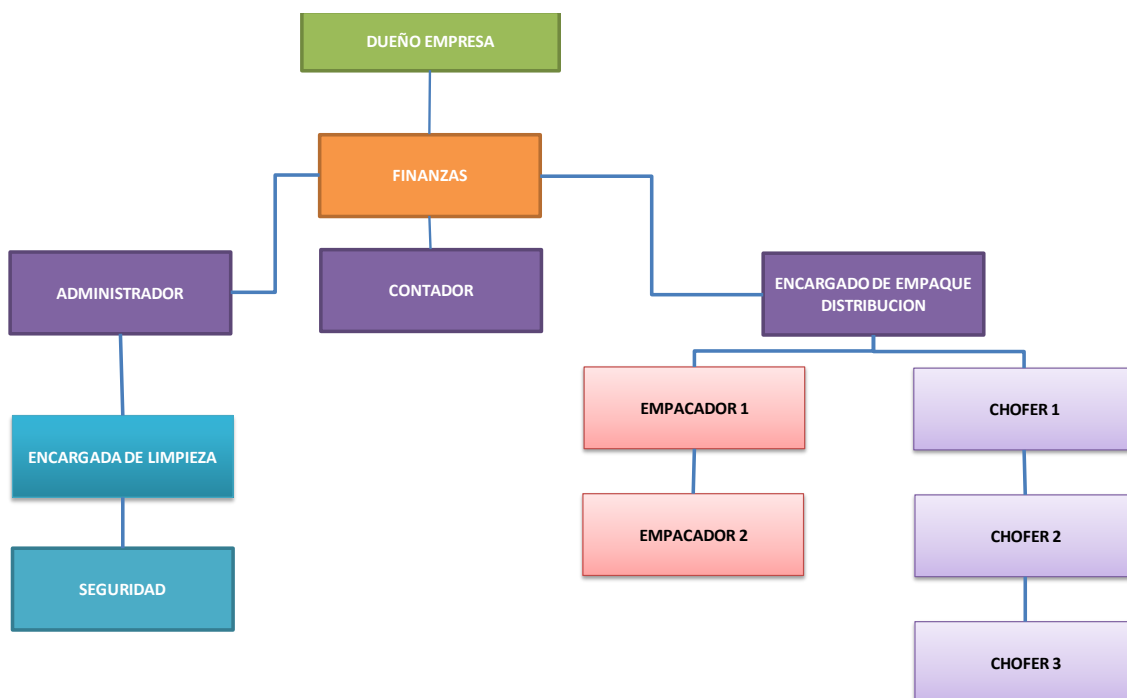 DUEÑO EMPRESA
FINANZAS
ADMINISTRADOR
CONTADOR
ENCARGADO DE EMPAQUE
DISTRIBUCION
ENCARGADA DE LIMPIEZA
SEGURIDAD
EMPACADOR 1
EMPACADOR 2
CHOFER 1
CHOFER 2
CHOFER 3